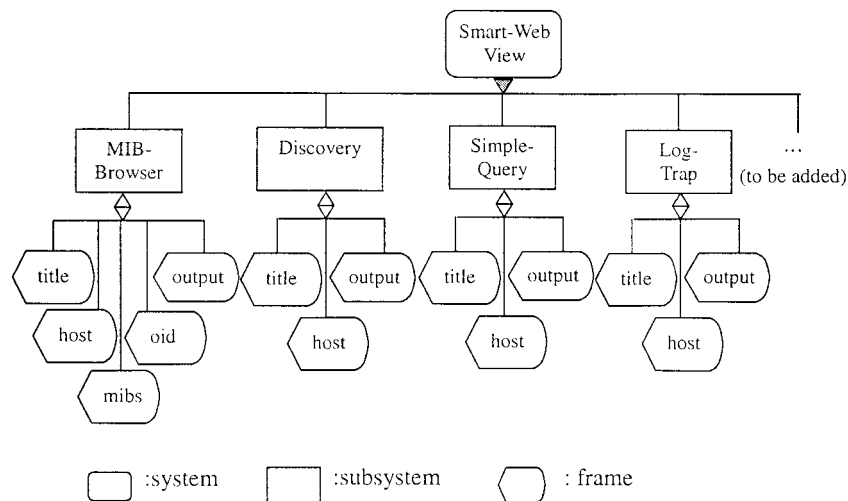 Smart-Web
View
MIB-
Browser
Discovery
Simple-
Query
Log-
Trap
...
(to be added)
title
host
mibs
oid
output
title
host
output
title
host
output
title
host
output
:system
:subsystem
: frame